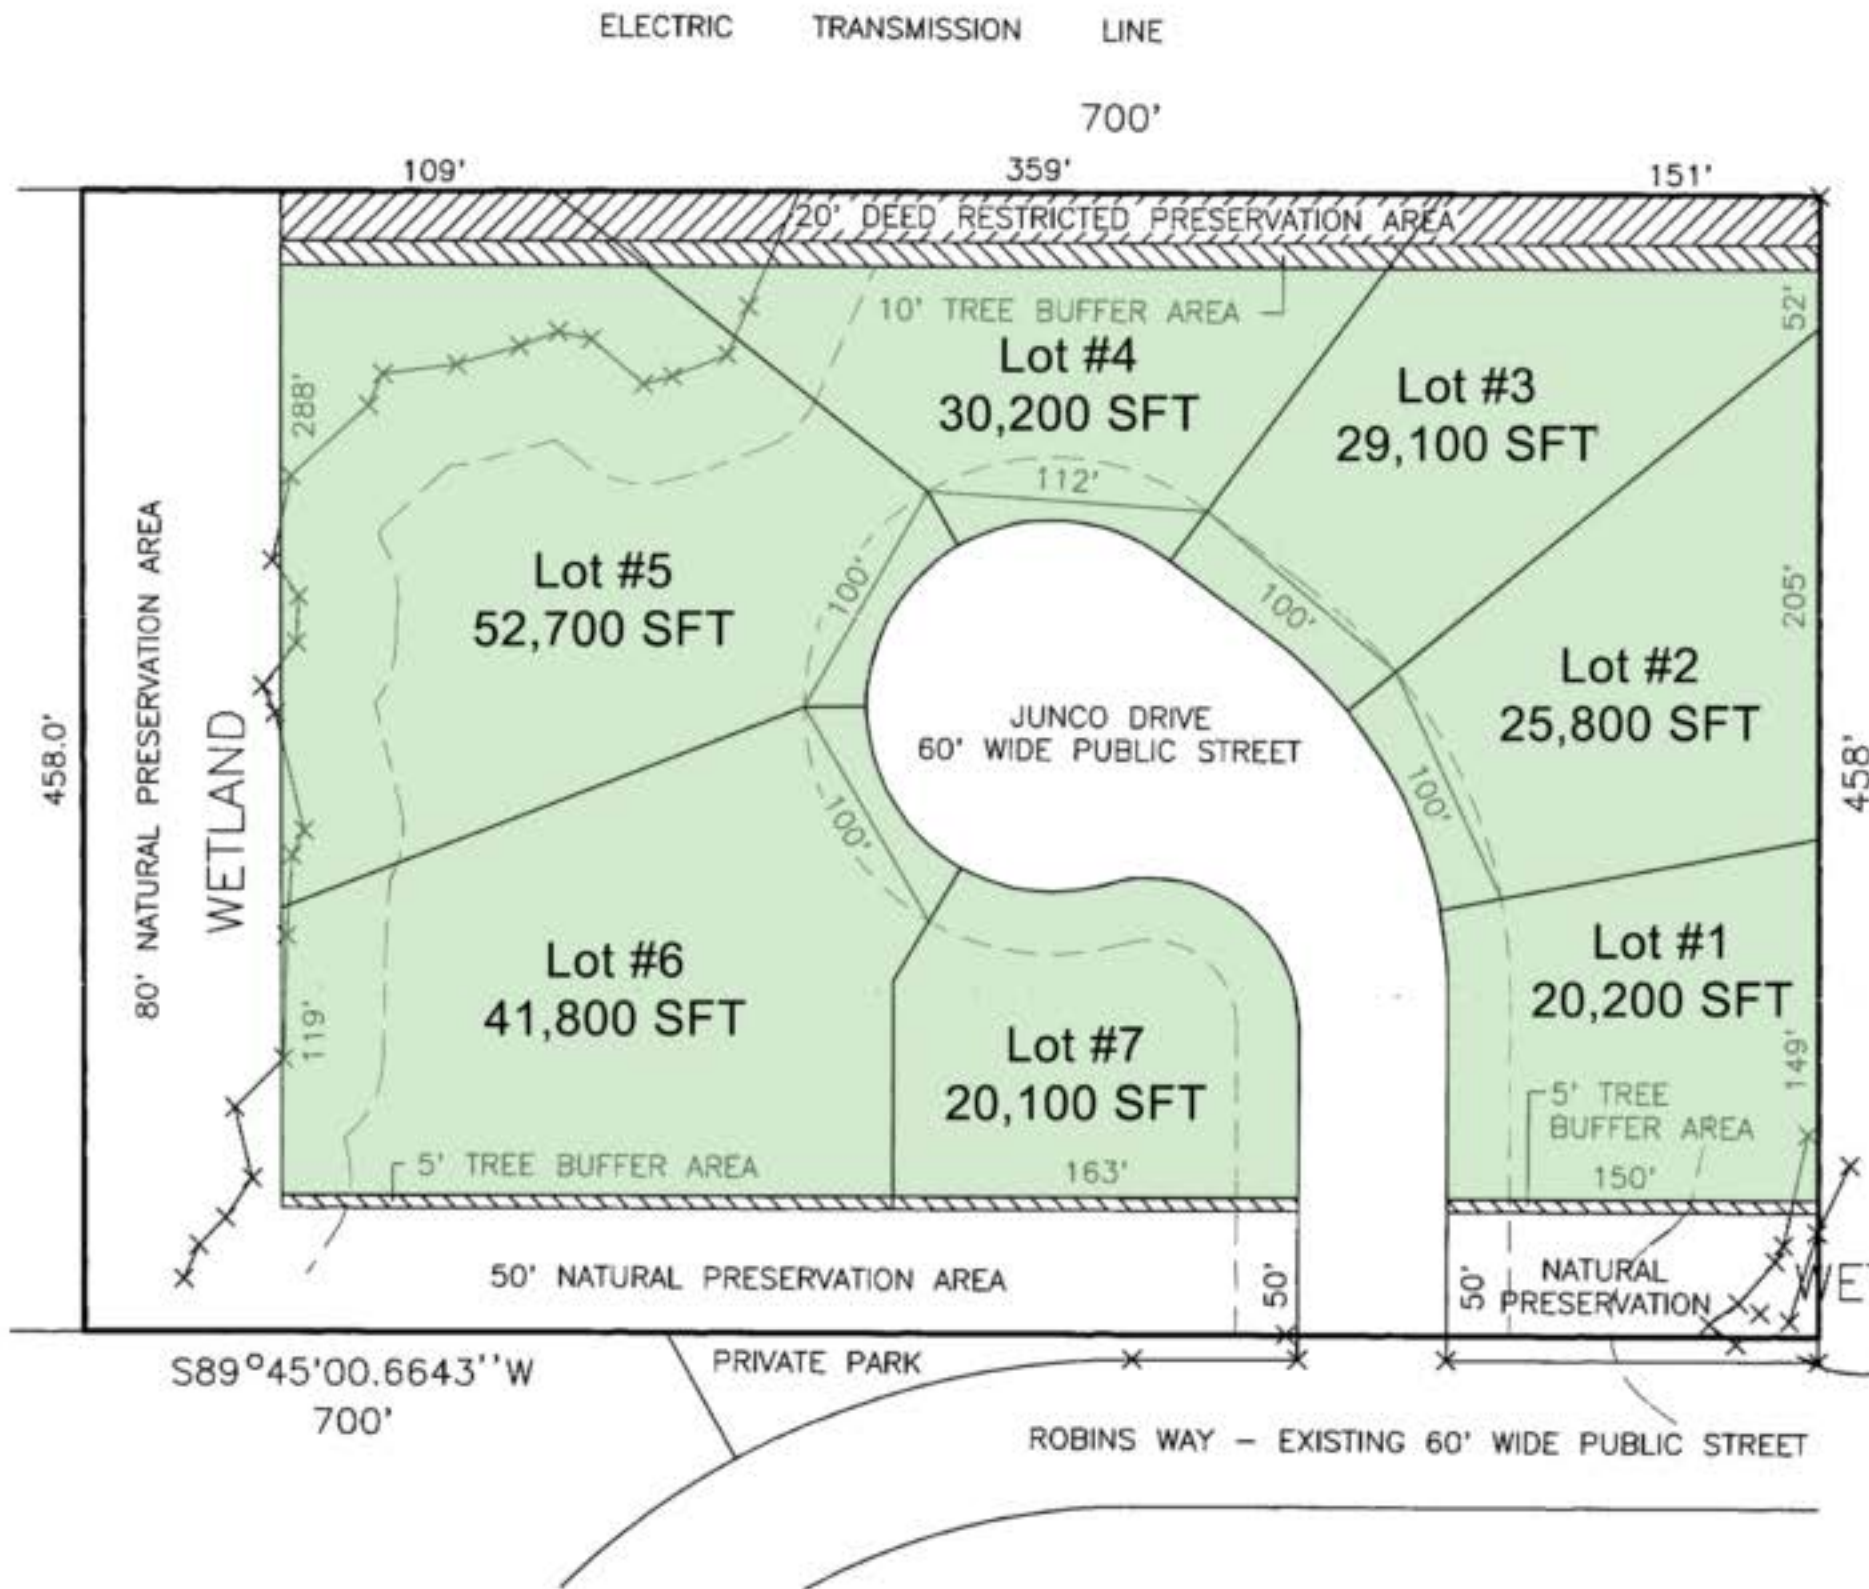 ELECTRIC TRANSMISSION LINE
700'
109'
359'
151'
20' DEED RESTRICTED PRESERVATION AREA
10' TREE BUFFER AREA
52'
Lot #4
30,200 SFT
Lot #3
29,100 SFT
288'
112'
Lot #5
52,700 SFT
100'
100'
205'
80' NATURAL PRESERVATION AREA
WETLAND
458.0'
JUNCO DRIVE
60' WIDE PUBLIC STREET
Lot #2
25,800 SFT
458'
100'
100'
Lot #6
41,800 SFT
Lot #1
20,200 SFT
119'
Lot #7
20,100 SFT
149'
5' TREE
BUFFER AREA
5' TREE BUFFER AREA
163'
150'
50' NATURAL PRESERVATION AREA
50'
50'
NATURAL
PRESERVATION
WET
S89°45'00.6643''W
700'
PRIVATE PARK
ROBINS WAY – EXISTING 60' WIDE PUBLIC STREET